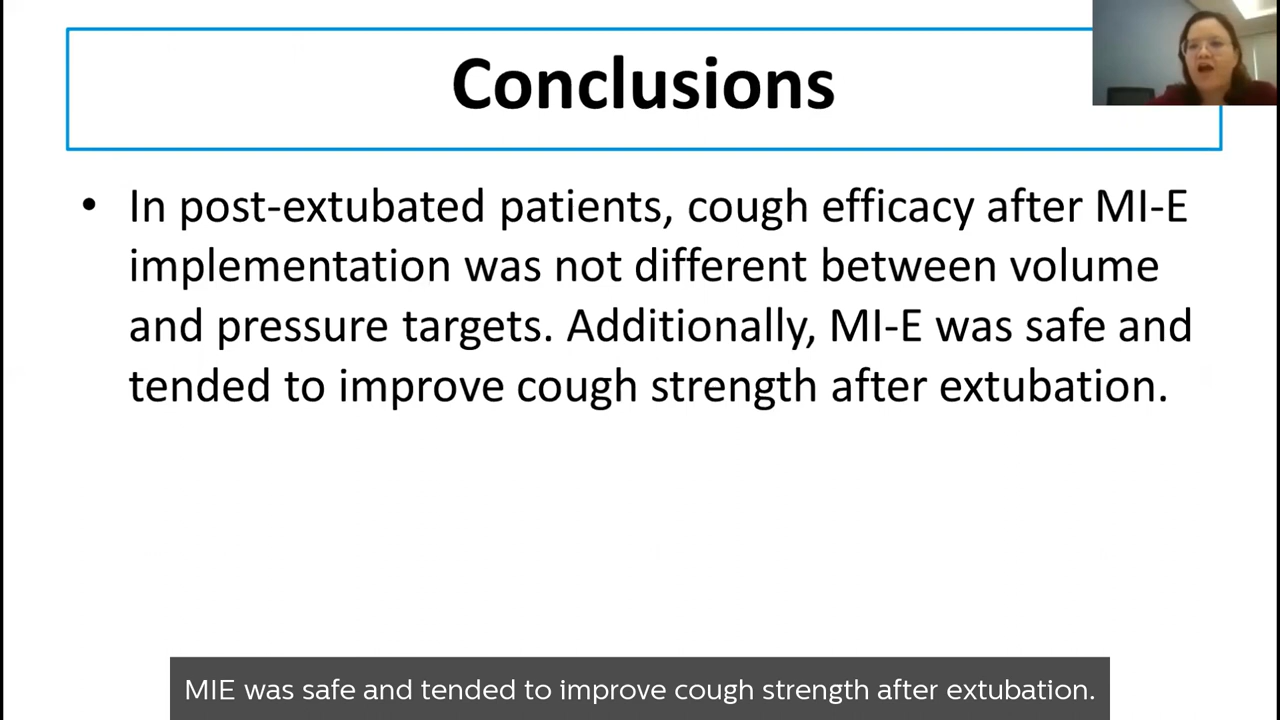 Conclusions
• In post-extubated patients, cough efficacy after MI-E
implementation was not different between volume
and pressure targets. Additionally, MI-E was safe and
tended to improve cough strength after extubation.
MIE was safe and tended to improve cough strength after extubation.